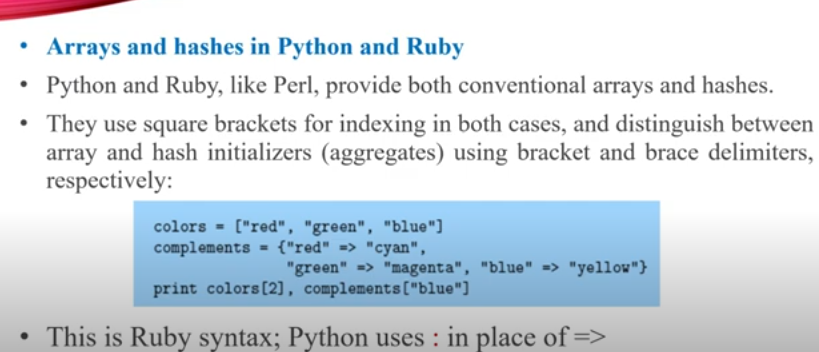 • Arrays and hashes in Python and Ruby
• Python and Ruby, like Perl, provide both conventional arrays and hashes.
• They use square brackets for indexing in both cases, and distinguish between
array and hash initializers (aggregates) using bracket and brace delimiters,
respectively:
colors = ["red", "green", "blue"]
complements = {"red" => "cyan",
"green" => "magenta", "blue" => "yellow"}
print colors[2], complements["blue"]
• This is Ruby syntax; Python uses : in place of =>